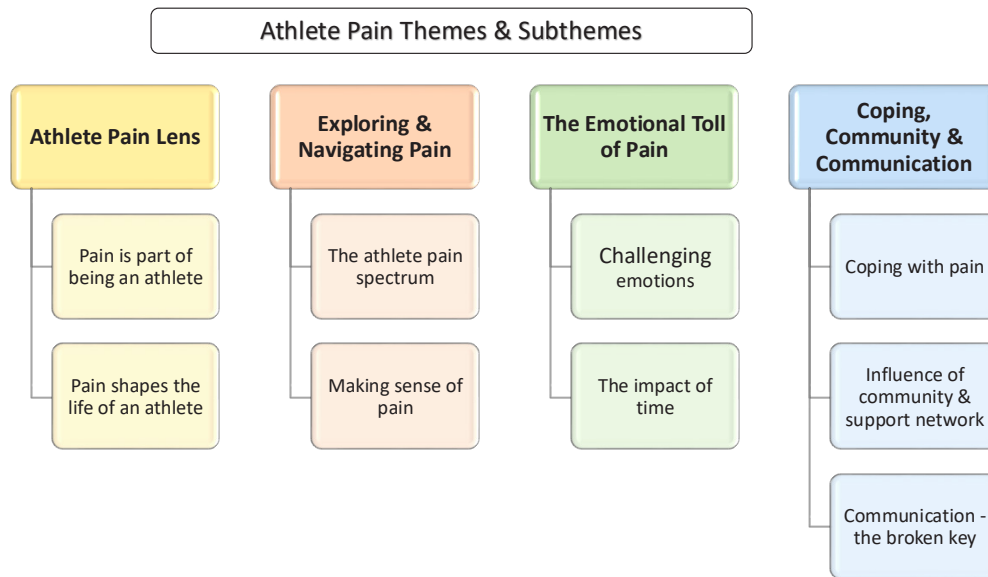 Athlete Pain Themes & Subthemes
Athlete Pain Lens
Pain is part of
being an athlete
Pain shapes the
life of an athlete
Exploring &
Navigating Pain
The athlete pain
spectrum
Making sense of
pain
The Emotional Toll
of Pain
Challenging
emotions
The impact of
time
Coping,
Community &
Communication
Coping with pain
Influence of
community &
support network
Communication -
the broken key